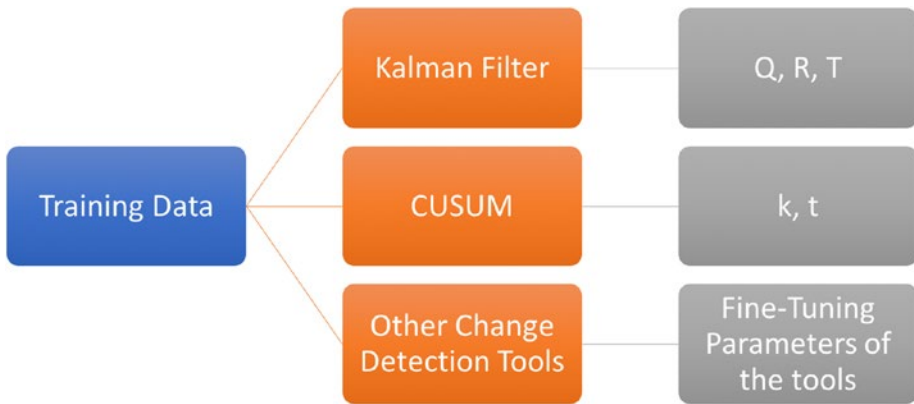 Training Data
Kalman Filter
Q, R, T
CUSUM
k, t
Other Change
Detection Tools
Fine-Tuning
Parameters of
the tools